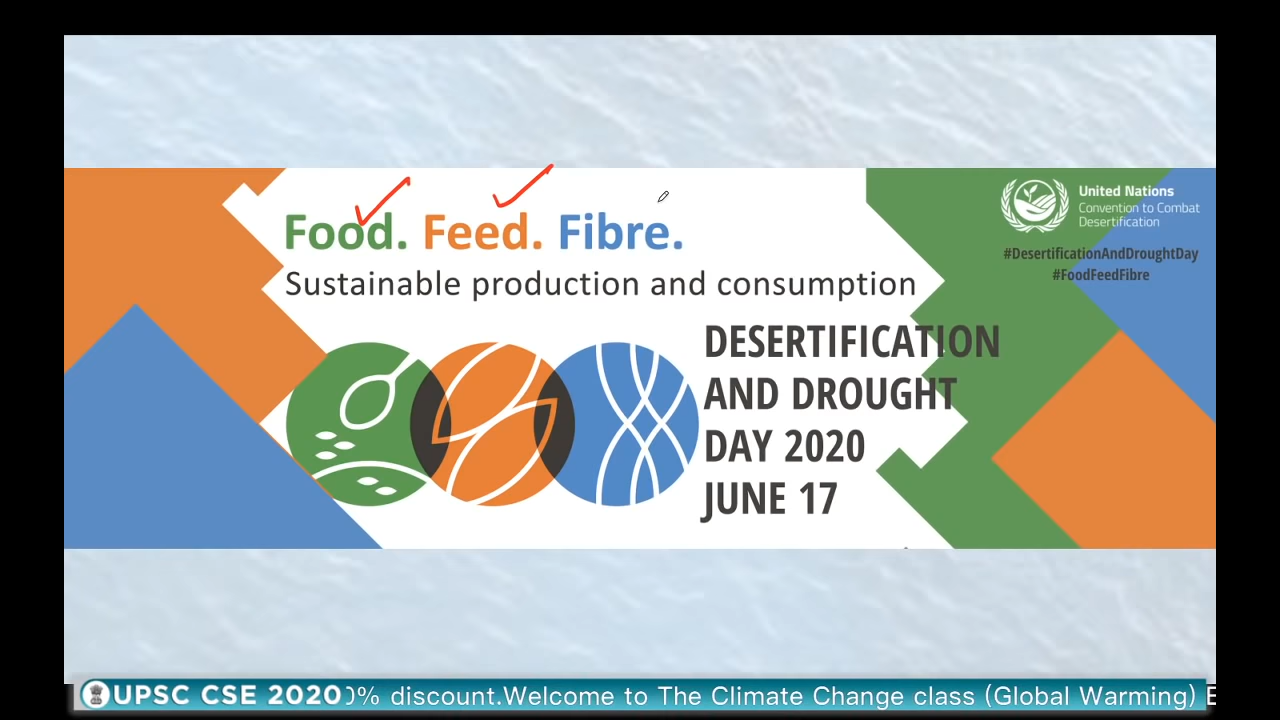 United Nations
Convention to Combat
Desertification
#DesertificationAndDroughtDay
#FoodFeedFibre
Food. Feed. Fibre.
Sustainable production and consumption
DESERTIFICATION
AND DROUGHT
DAY 2020
JUNE 17
UPSC CSE 2020 0% discount.Welcome to The Climate Change class (Global Warming)